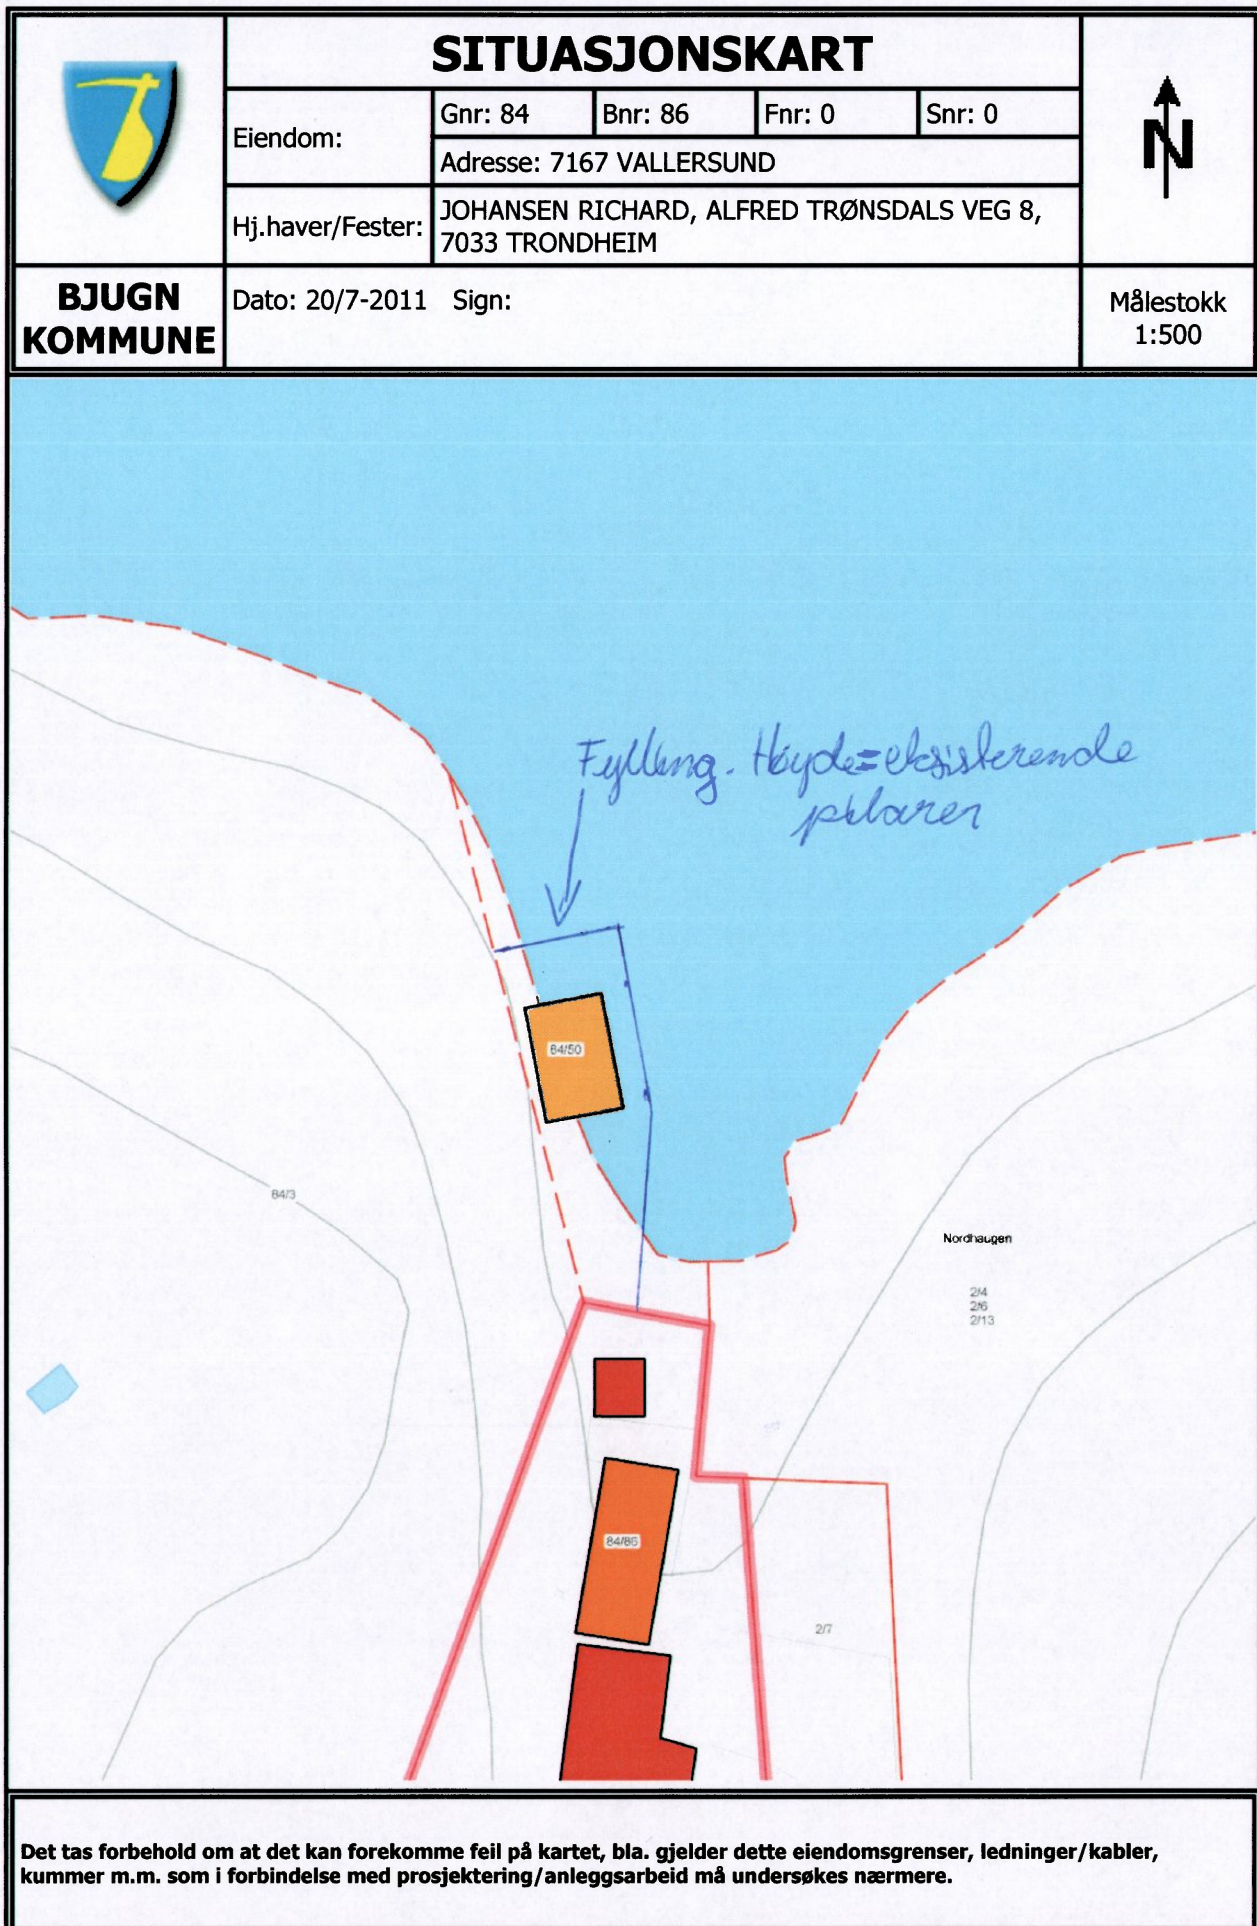 SITUASJONSKART
Eiendom:
Gnr: 84
Bnr: 86
Fnr: 0
Snr: 0
Adresse: 7167 VALLERSUND
Hj.haver/Fester:
JOHANSEN RICHARD, ALFRED TRØNSDALS VEG 8,
7033 TRONDHEIM
N
BJUGN
KOMMUNE
Dato: 20/7-2011 Sign:
Målestokk
1:500
Fylling. Høyde=eksisterende
pilarer
84/50
84/3
Nordhaugen
2/4
2/6
2/13
84/86
2/7
Det tas forbehold om at det kan forekomme feil på kartet, bla. gjelder dette eiendomsgrenser, ledninger/kabler,
kummer m.m. som i forbindelse med prosjektering/anleggsarbeid må undersøkes nærmere.